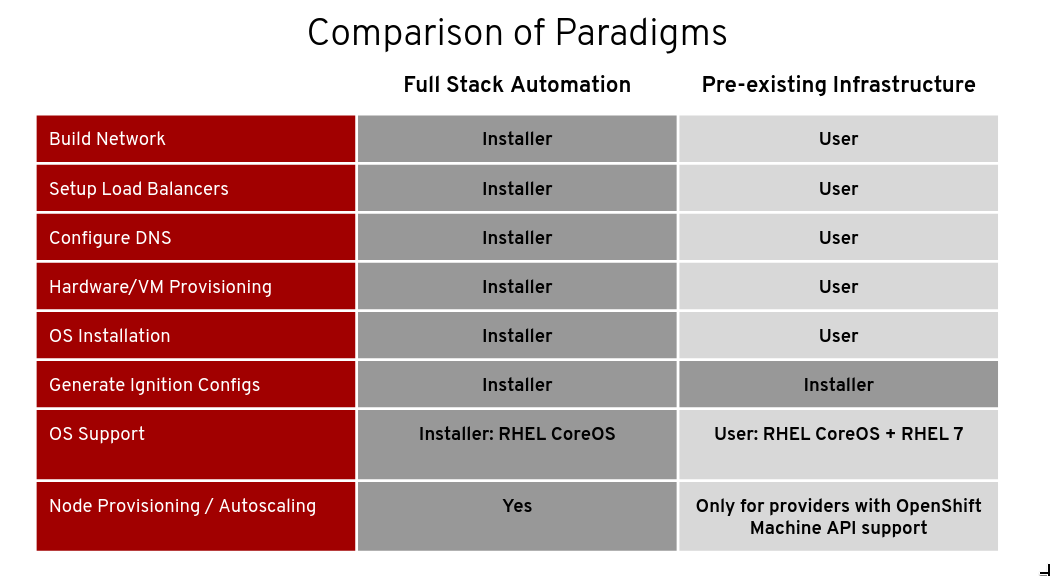 Comparison of Paradigms
Full Stack Automation Pre-existing Infrastructure
Build Network Installer User
Setup Load Balancers Installer User
Configure DNS Installer User
Hardware/VM Provisioning Installer User
OS Installation Installer User
Generate Ignition Configs Installer Installer
OS Support Installer: RHEL CoreOS User: RHEL CoreOS + RHEL 7
Node Provisioning / Autoscaling Yes Only for providers with OpenShift
Machine API support